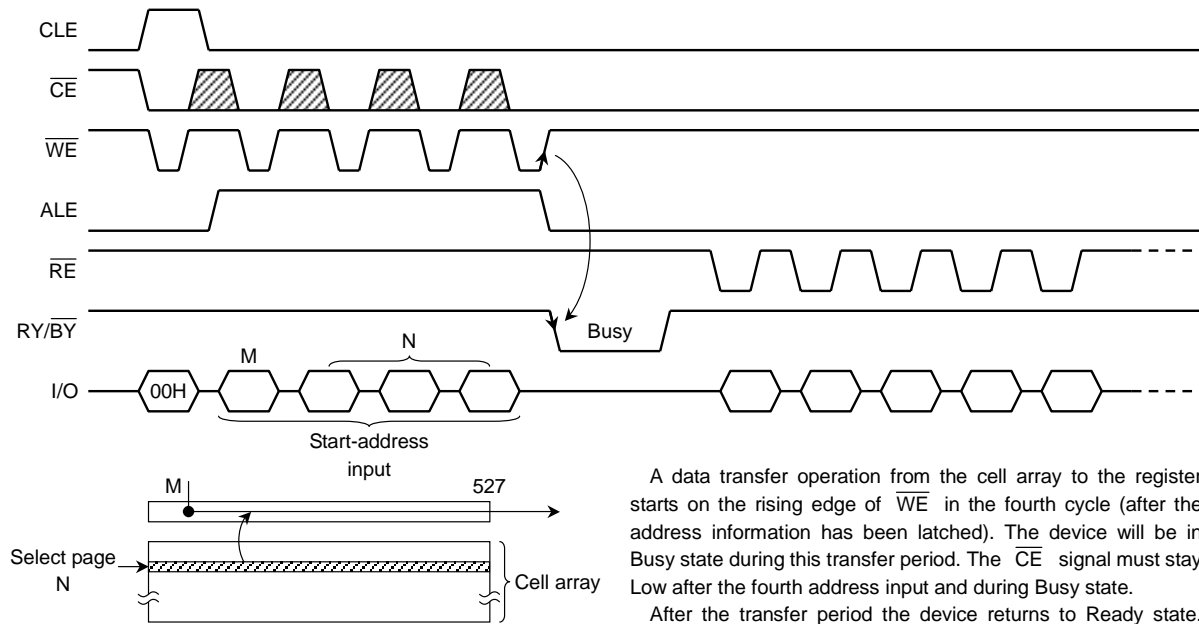 CLE
CE
WE
ALE
RE
RY/BY
Busy
M
N
I/O
00H
Start-address
input
M
527
Select page
N
Cell array
A data transfer operation from the cell array to the register
starts on the rising edge of WE in the fourth cycle (after the
address information has been latched). The device will be in
Busy state during this transfer period. The CE signal must stay
Low after the fourth address input and during Busy state.
After the transfer period the device returns to Ready state.